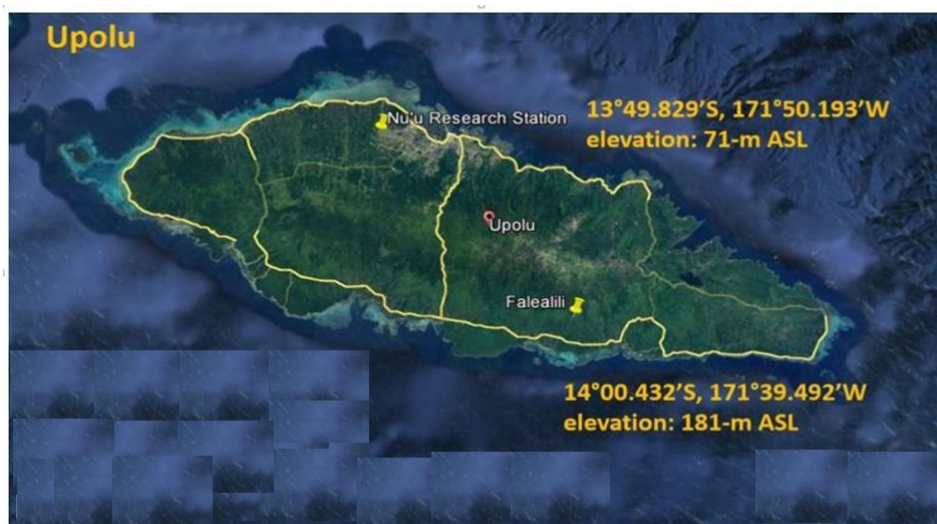 Upolu
13°49.829’S, 171°50.193’W
elevation: 71-m ASL
Nu'u Research Station
Upolu
Falealili
14°00.432’S, 171°39.492’W
elevation: 181-m ASL